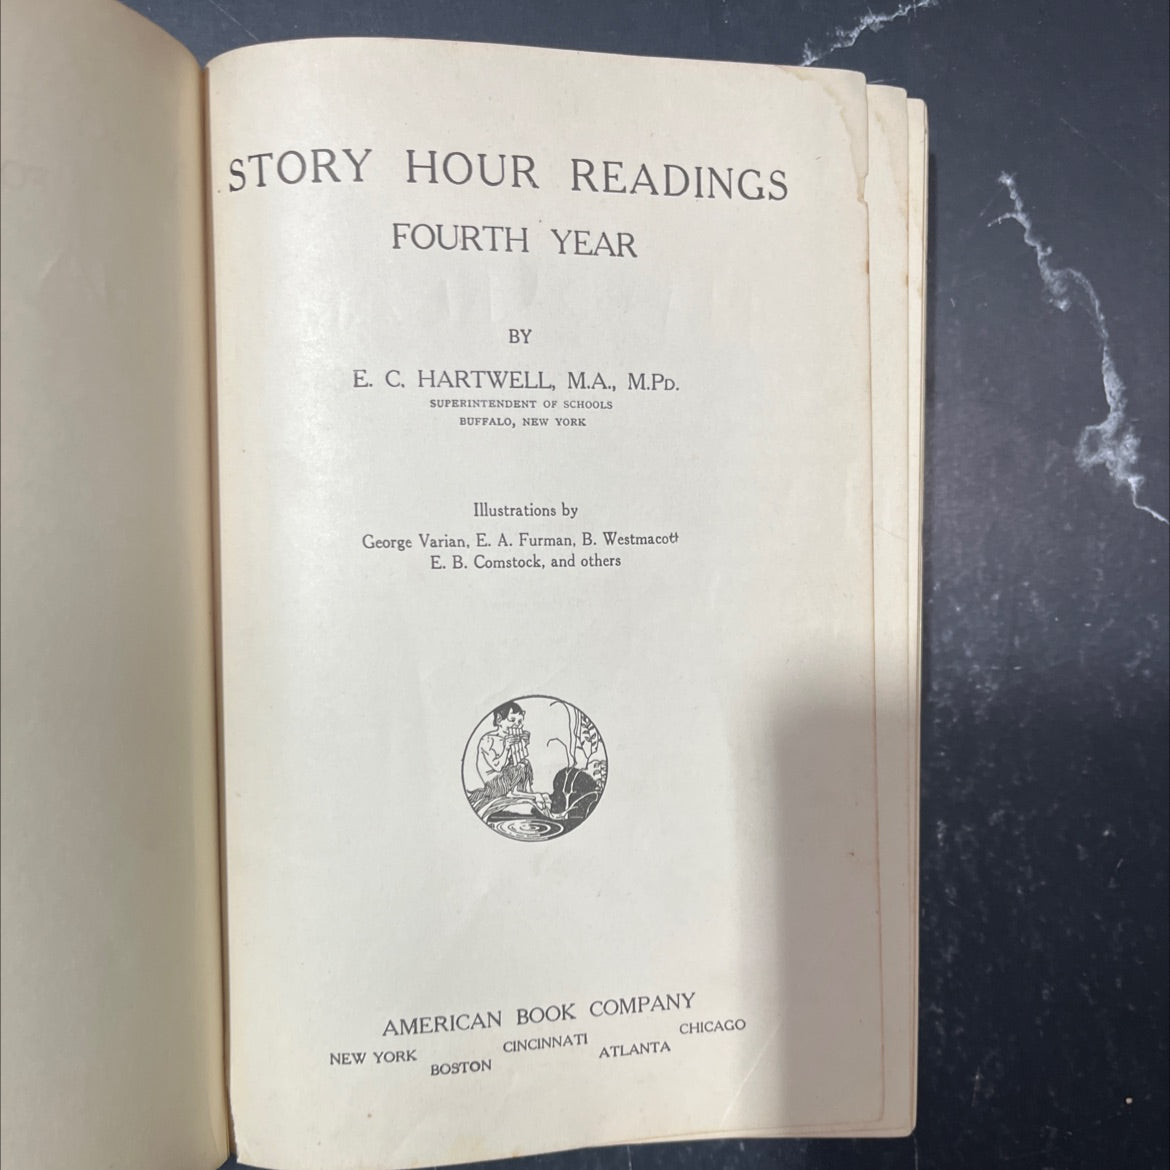 STORY HOUR READINGS
FOURTH YEAR
BY
E. C. HARTWELL, M.A., M.PD.
SUPERINTENDENT OF SCHOOLS
BUFFALO, NEW YORK
Illustrations by
George Varian, E. A. Furman, B. Westmacott
E. B. Comstock, and others
AMERICAN BOOK COMPANY
NEW YORK BOSTON CINCINNATI ATLANTA CHICAGO